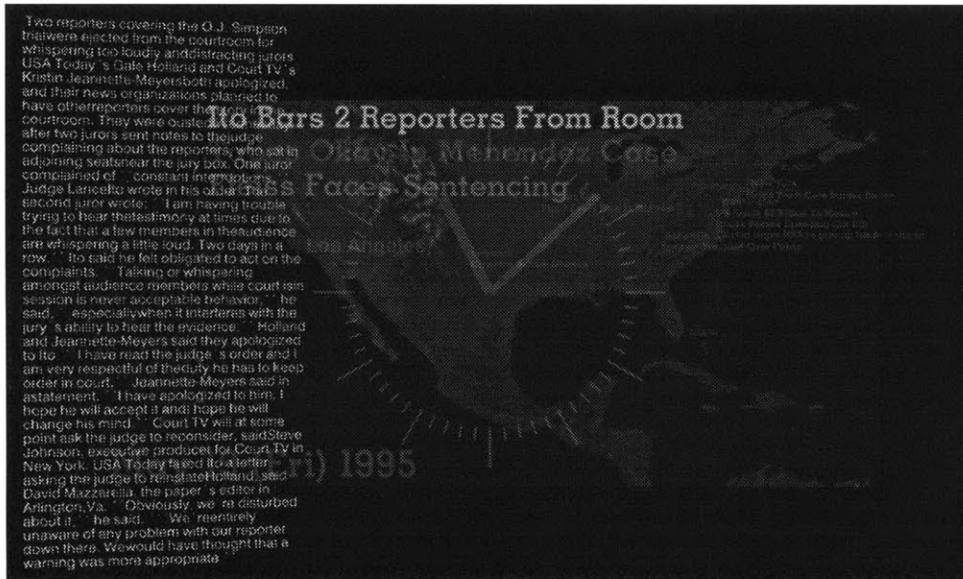 Two reporters covering the O.J. Simpson
trialwere ejected from the courtroom for
whispering too loudly anddistracting jurors
USA Today`s Gale Holland and Court TV`s
Kristin Jeannette-Meyersboth apologized,
and their news organizations planned to
have otherreporters cover the
courtroom. They were ousted
after two jurors sent notes to thejudge
complaining about the reporters, who sat in
adjoining seatsnear the jury box. One juror
complained of ``constant interruption
Judge LanceIto wrote in his order. The
second juror wrote: ``I am having trouble
trying to hear thetestimony at times due to
the fact that a few members in theaudience
are whispering a little loud. Two days in a
row.´´ Ito said he felt obligated to act on the
complaints. ``Talking or whispering
amongst audience members while court isin
session is never acceptable behavior,´´ he
said, ``especiallywhen it interferes with the
jury`s ability to hear the evidence.´´ Holland
and Jeannette-Meyers said they apologized
to Ito. ``I have read the judge`s order and I
am very respectful of theduty he has to keep
order in court,´´ Jeannette-Meyers said in
astatement. ``I have apologized to him. I
hope he will accept it andI hope he will
change his mind.´´ Court TV will at some
point ask the judge to reconsider, saidSteve
Johnson, executive producer for Court TV in
New York. USA Today faxed Ito a letter
asking the judge to reinstateHolland, said
David Mazzarella, the paper`s editor in
Arlington,Va. ``Obviously, we`re disturbed
about it,´´ he said. ``We`reentirely
unaware of any problem with our reporter
down there. Wewould have thought that a
warning was more appropriate
Ito Bars 2 Reporters From Room
Okay In Menendez Case
Faces Sentencing
Los Angeles
(Fri) 1995